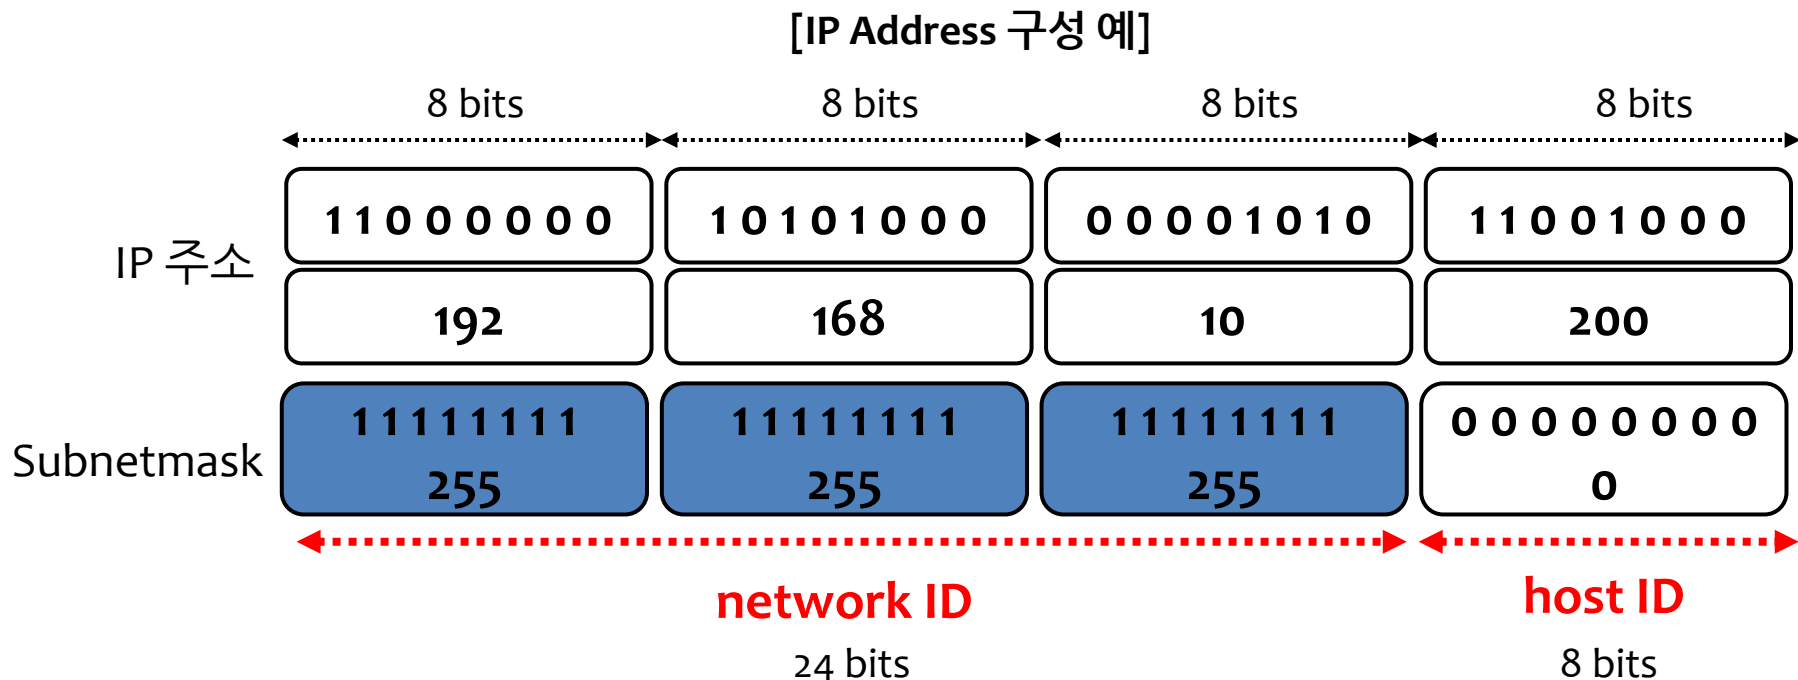 [IP Address 구성 예]
8 bits 8 bits 8 bits 8 bits
1 1 0 0 0 0 0 0 1 0 1 0 1 0 0 0 0 0 0 0 1 0 1 0 1 1 0 0 1 0 0 0
IP 주소
192 168 10 200
1 1 1 1 1 1 1 1 1 1 1 1 1 1 1 1 1 1 1 1 1 1 1 1 0 0 0 0 0 0 0 0
Subnetmask
255 255 255 0
network ID host ID
24 bits 8 bits